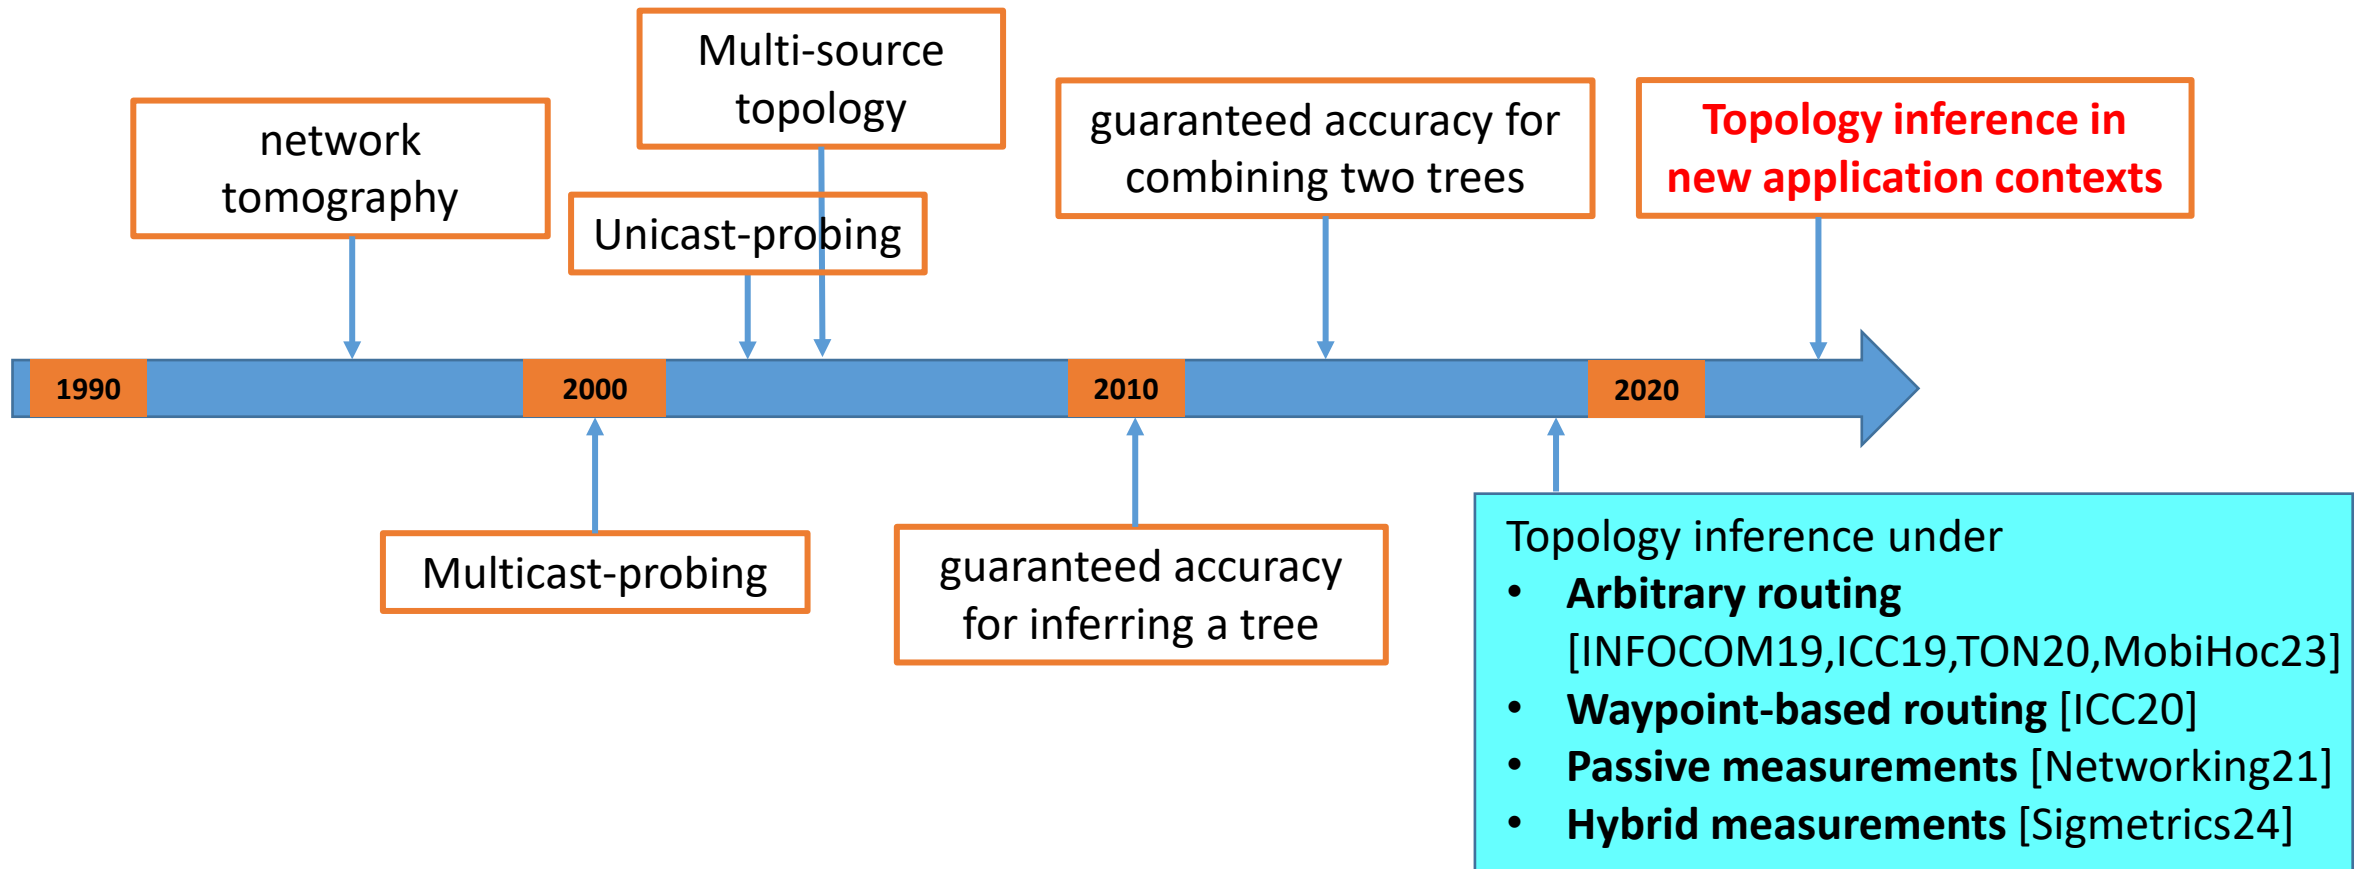 Multi-source
topology
network
tomography
Unicast-probing
guaranteed accuracy for
combining two trees
Topology inference in
new application contexts
1990
2000
2010
2020
Multicast-probing
guaranteed accuracy
for inferring a tree
Topology inference under
• Arbitrary routing
[INFOCOM19,ICC19,TON20,MobiHoc23]
• Waypoint-based routing [ICC20]
• Passive measurements [Networking21]
• Hybrid measurements [Sigmetrics24]